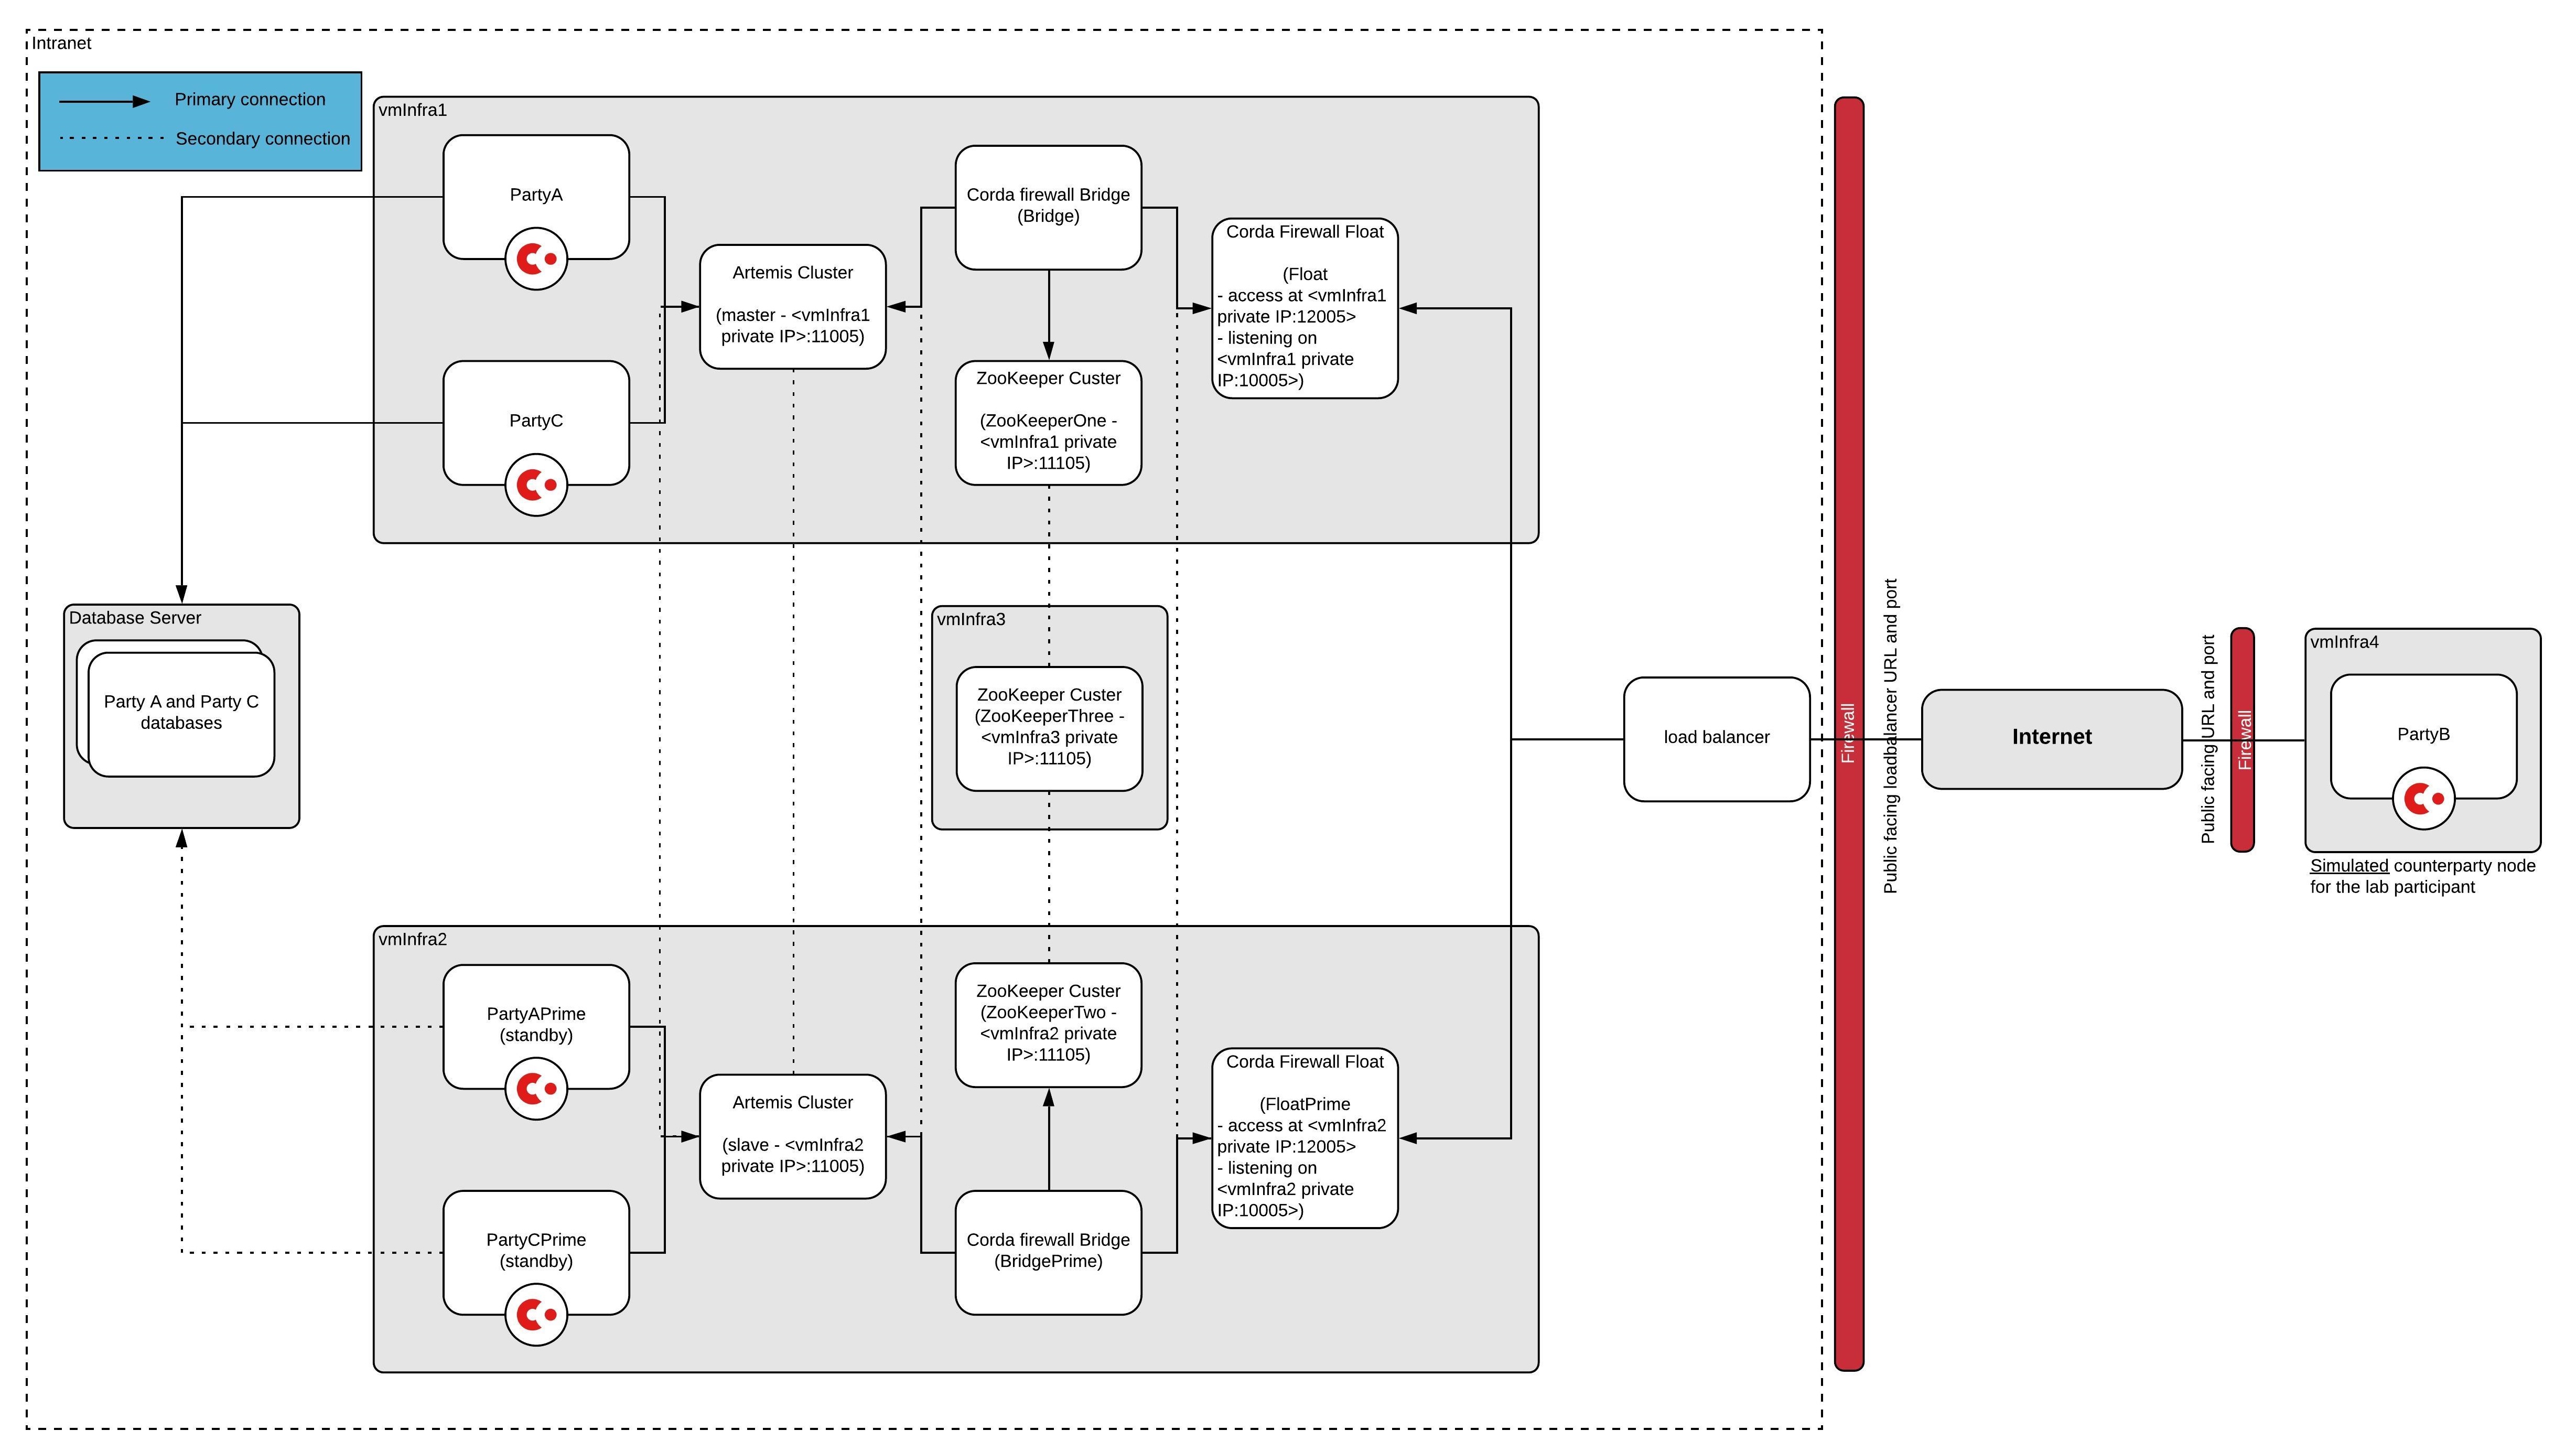 Intranet
Primary connection
Secondary connection
vmInfra1
PartyA
PartyC
Artemis Cluster
(master - <vmInfra1
private IP>:11005)
Corda firewall Bridge
(Bridge)
ZooKeeper Custer
(ZooKeeperOne -
<vmInfra1 private
IP>:11105)
Corda Firewall Float
(Float
- access at <vmInfra1
private IP:12005>
- listening on
<vmInfra1 private
IP:10005>)
Database Server
Party A and Party C
databases
vmInfra3
ZooKeeper Custer
(ZooKeeperThree -
<vmInfra3 private
IP>:11105)
load balancer
Firewall
Public facing loadbalancer URL and port
Internet
Public facing URL and port
Firewall
vmInfra4
PartyB
Simulated counterparty node
for the lab participant
vmInfra2
PartyAPrime
(standby)
PartyCPrime
(standby)
Artemis Cluster
(slave - <vmInfra2
private IP>:11005)
ZooKeeper Custer
(ZooKeeperTwo -
<vmInfra2 private
IP>:11105)
Corda firewall Bridge
(BridgePrime)
Corda Firewall Float
(FloatPrime
- access at <vmInfra2
private IP:12005>
- listening on
<vmInfra2 private
IP:10005>)